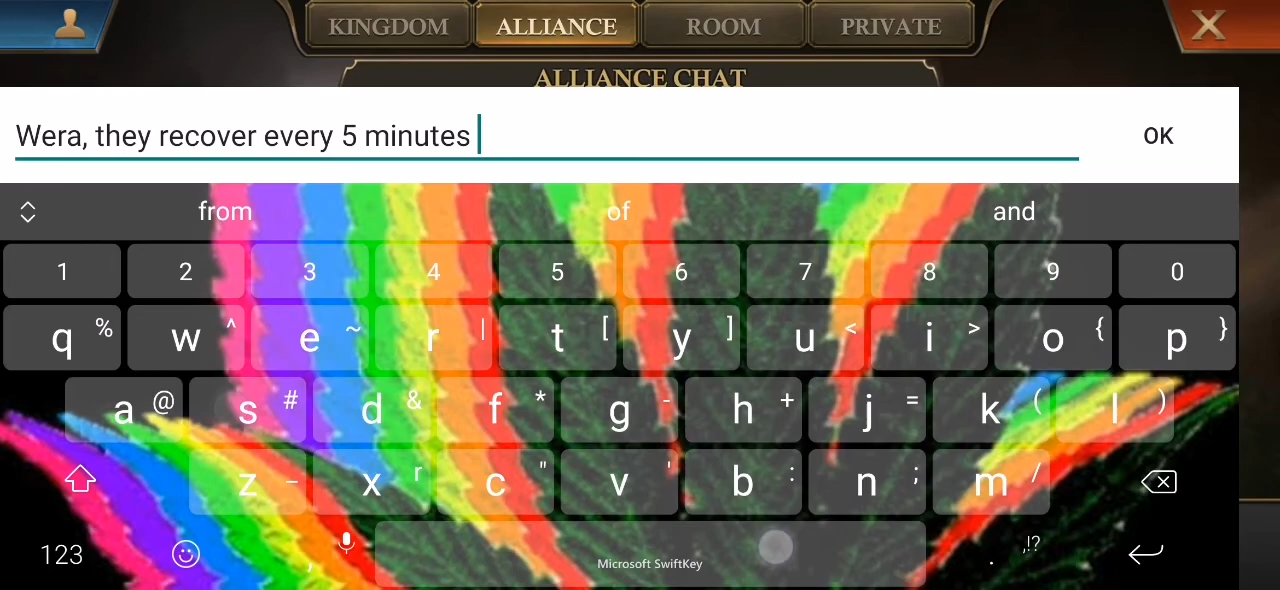 KINGDOM ALLIANCE ROOM PRIVATE X
ALLIANCE CHAT
Wera, they recover every 5 minutes OK
from of and
1 2 3 4 5 6 7 8 9 0
q % w ^ e ~ r | t [ y ] u < i > o { p }
a @ s # d & f * g - h + j = k ( l )
z _ x r c " v ' b : n ; m /
123 , Microsoft SwiftKey . ,!?